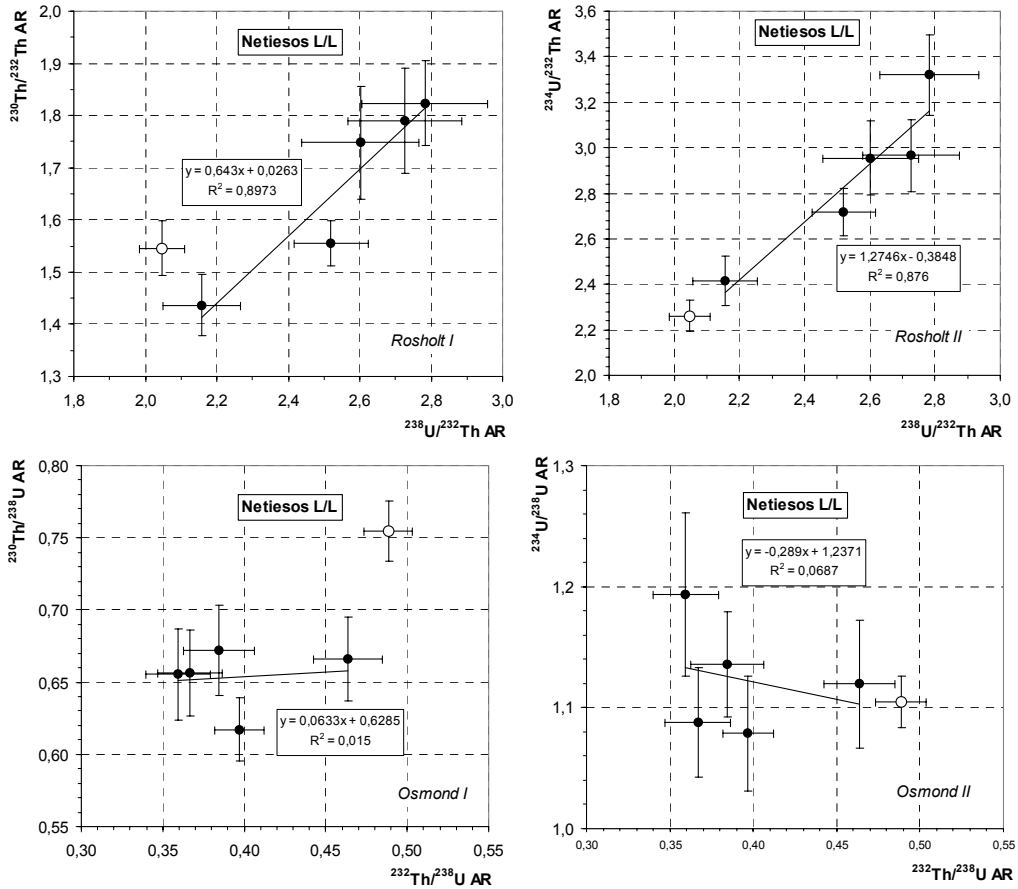 ²³⁰Th/²³²Th AR
2,0
1,9
1,8
1,7
1,6
1,5
1,4
1,3
Netiesos L/L
y = 0,643x + 0,0263
R² = 0,8973
Rosholt I
1,8
2,0
2,2
2,4
2,6
2,8
3,0
²³⁸U/²³²Th AR
²³⁴U/²³²Th AR
3,6
3,4
3,2
3,0
2,8
2,6
2,4
2,2
2,0
Netiesos L/L
y = 1,2746x - 0,3848
R² = 0,876
Rosholt II
1,8
2,0
2,2
2,4
2,6
2,8
3,0
²³⁸U/²³²Th AR
²³⁰Th/²³⁸U AR
0,80
0,75
0,70
0,65
0,60
0,55
Netiesos L/L
y = 0,0633x + 0,6285
R² = 0,015
Osmond I
0,30
0,35
0,40
0,45
0,50
0,55
²³²Th/²³⁸U AR
²³⁴U/²³⁸U AR
1,3
1,2
1,1
1,0
Netiesos L/L
y = -0,289x + 1,2371
R² = 0,0687
Osmond II
0,30
0,35
0,40
0,45
0,50
0,55
²³²Th/²³⁸U AR